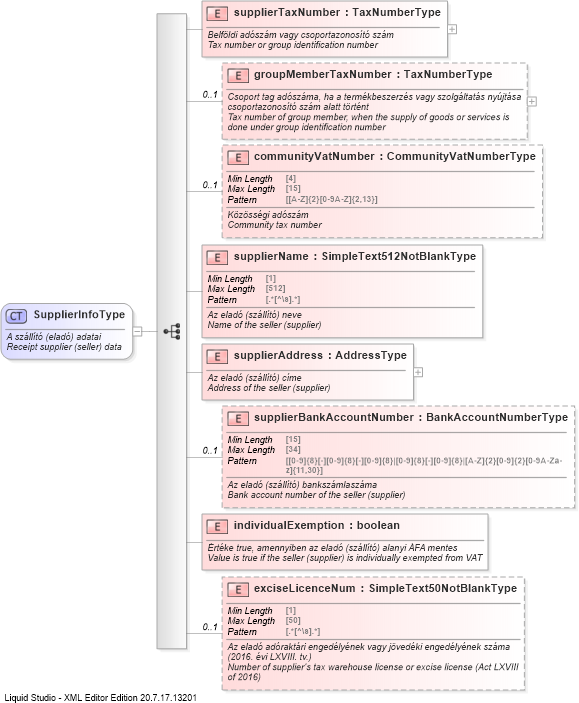 E supplierTaxNumber : TaxNumberType
Belföldi adószám vagy csoportazonosító szám
Tax number or group identification number
E groupMemberTaxNumber : TaxNumberType
0..1
Csoport tag adószáma, ha a termékbeszerzés vagy szolgáltatás nyújtása
csoportazonosító szám alatt történt
Tax number of group member, when the supply of goods or services is
done under group identification number
E communityVatNumber : CommunityVatNumberType
0..1
Min Length [4]
Max Length [15]
Pattern [[A-Z]{2}[0-9A-Z]{2,13}]
Közösségi adószám
Community tax number
E supplierName : SimpleText512NotBlankType
Min Length [1]
Max Length [512]
Pattern [.*[^\s].*]
Az eladó (szállító) neve
Name of the seller (supplier)
CT SupplierInfoType
A szállító (eladó) adatai
Receipt supplier (seller) data
E supplierAddress : AddressType
Az eladó (szállító) címe
Address of the seller (supplier)
E supplierBankAccountNumber : BankAccountNumberType
0..1
Min Length [15]
Max Length [34]
Pattern [[0-9]{8}[-][0-9]{8}[-][0-9]{8}|[0-9]{8}[-][0-9]{8}|[A-Z]{2}[0-9]{2}[0-9A-Za-
z]{11,30}]
Az eladó (szállító) bankszámlaszáma
Bank account number of the seller (supplier)
E individualExemption : boolean
Értéke true, amennyiben az eladó (szállító) alanyi ÁFA mentes
Value is true if the seller (supplier) is individually exempted from VAT
E exciseLicenceNum : SimpleText50NotBlankType
0..1
Min Length [1]
Max Length [50]
Pattern [.*[^\s].*]
Az eladó adóraktári engedélyének vagy jövedéki engedélyének száma
(2016. évi LXVIII. tv.)
Number of supplier's tax warehouse license or excise license (Act LXVIII
of 2016)
Liquid Studio - XML Editor Edition 20.7.17.13201